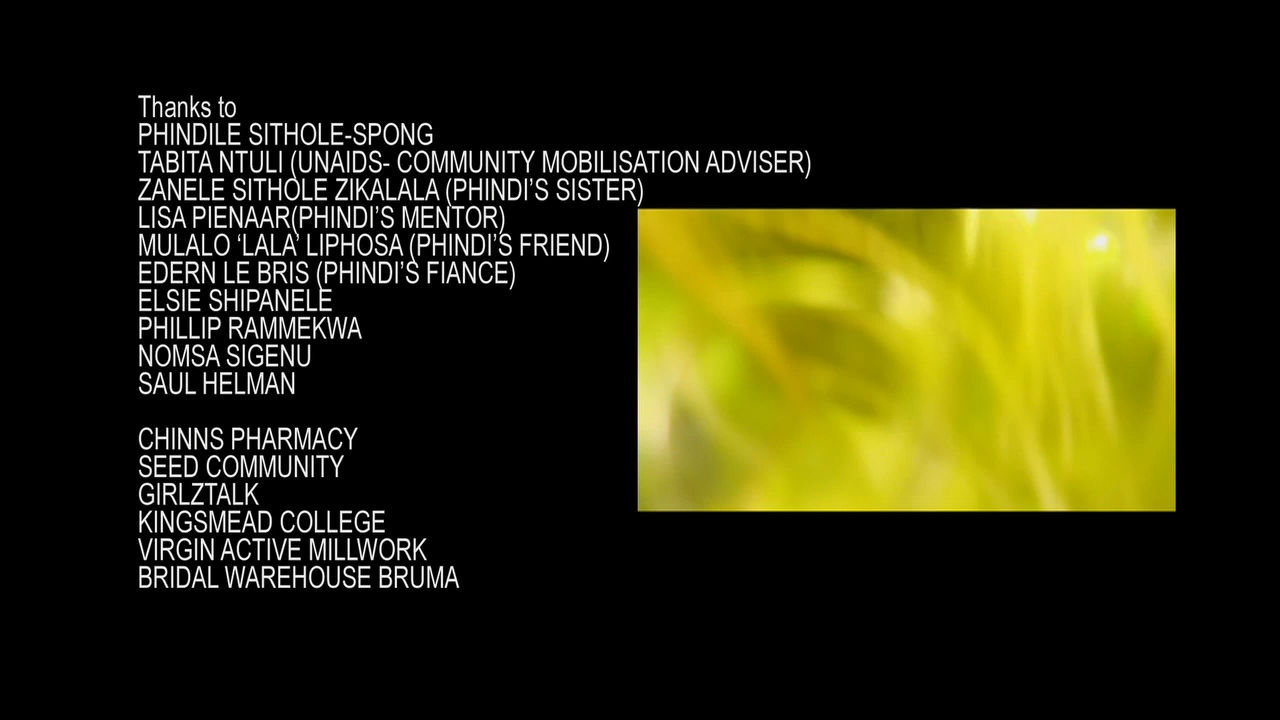 Thanks to
PHINDILE SITHOLE-SPONG
TABITA NTULI (UNAIDS- COMMUNITY MOBILISATION ADVISER)
ZANELE SITHOLE ZIKALALA (PHINDI'S SISTER)
LISA PIENAAR(PHINDI'S MENTOR)
MULALO ‘LALA’ LIPHOSA (PHINDI'S FRIEND)
EDERN LE BRIS (PHINDI'S FIANCE)
ELSIE SHIPANELE
PHILLIP RAMMEKWA
NOMSA SIGENU
SAUL HELMAN
CHINNS PHARMACY
SEED COMMUNITY
GIRLZTALK
KINGSMEAD COLLEGE
VIRGIN ACTIVE MILLWORK
BRIDAL WAREHOUSE BRUMA